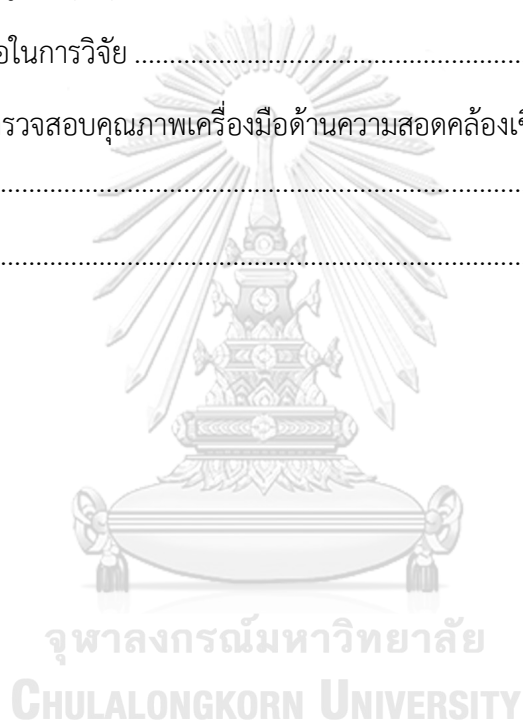 อในการวิจัย ..........................................................................
รวจสอบคุณภาพเครื่องมือด้านความสอดคล้องเ
..........................................................................................
..........................................................................................
จุฬาลงกรณ์มหาวิทยาลัย
CHULALONGKORN UNIVERSITY